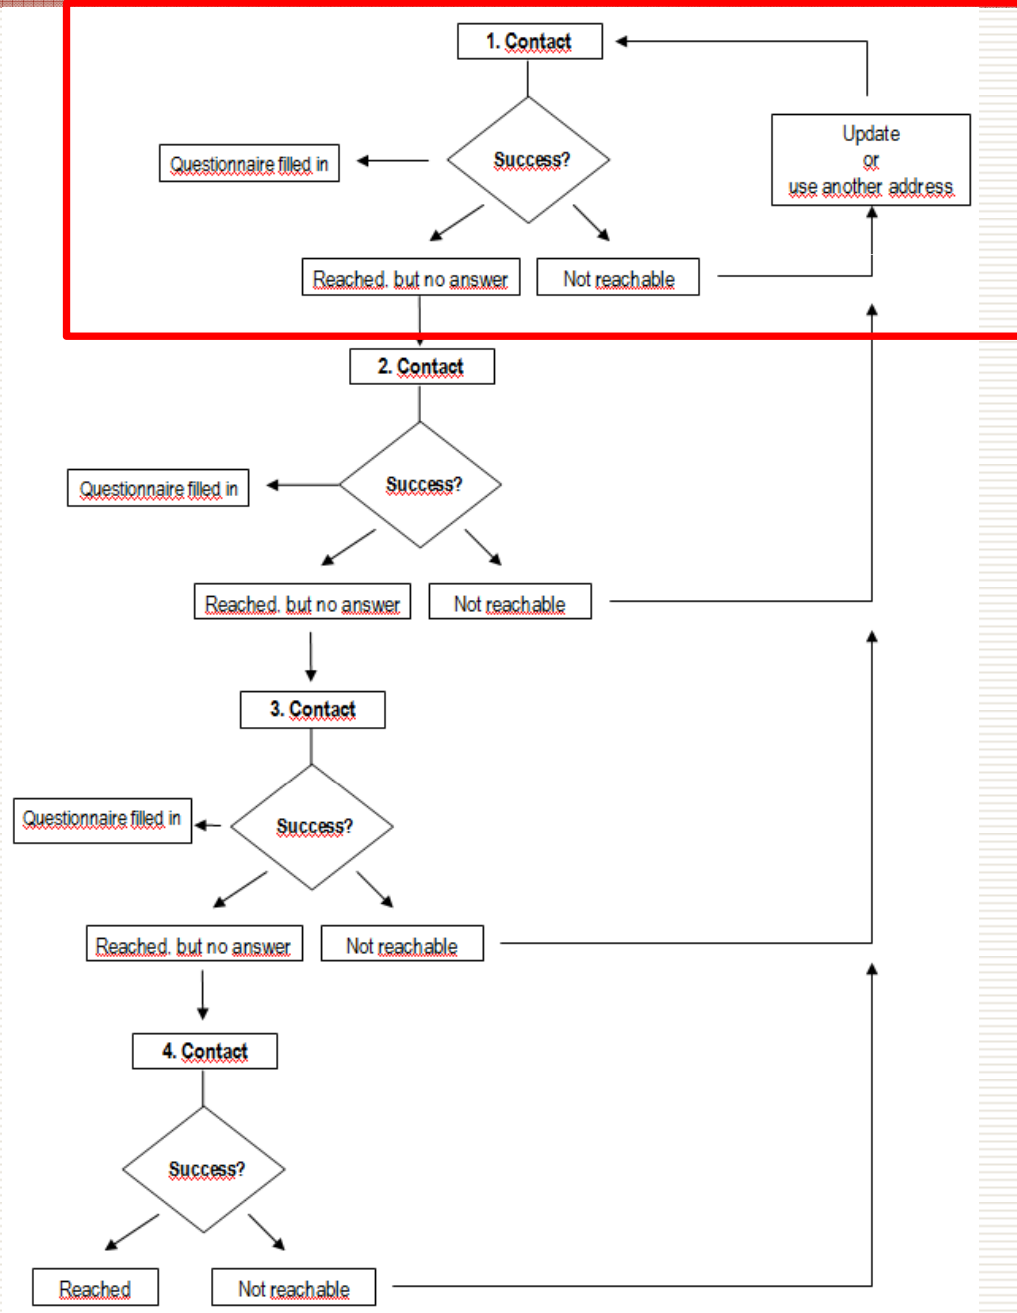 1. Contact
Update
or
use another address
Success?
Questionnaire filled in
Reached. but no answer
Not reachable
2. Contact
Success?
Questionnaire filled in
Reached. but no answer
Not reachable
3. Contact
Success?
Questionnaire filled in
Reached. but no answer
Not reachable
4. Contact
Success?
Reached
Not reachable